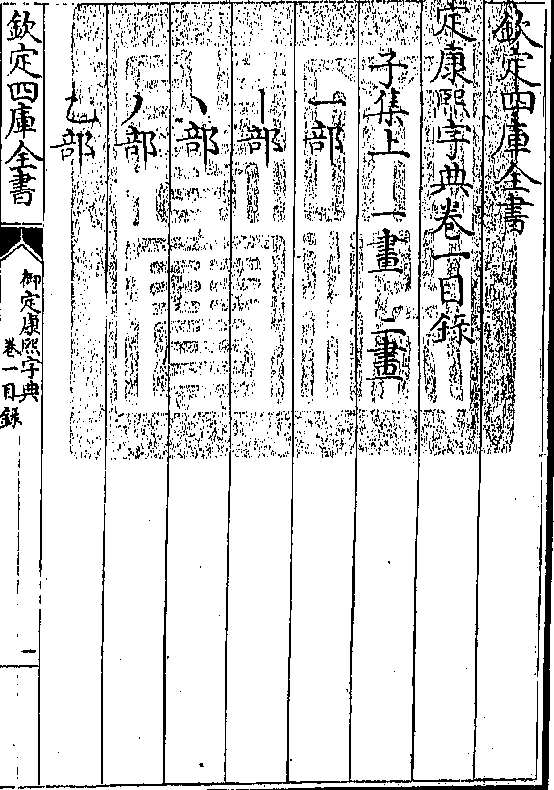 欽定四庫全書
定康熙字典卷一目錄
子集上 一畫 二畫
一部
丨部
丶部
丿部
乙部
欽定四庫全書
御定康熙字典
卷一目錄
一